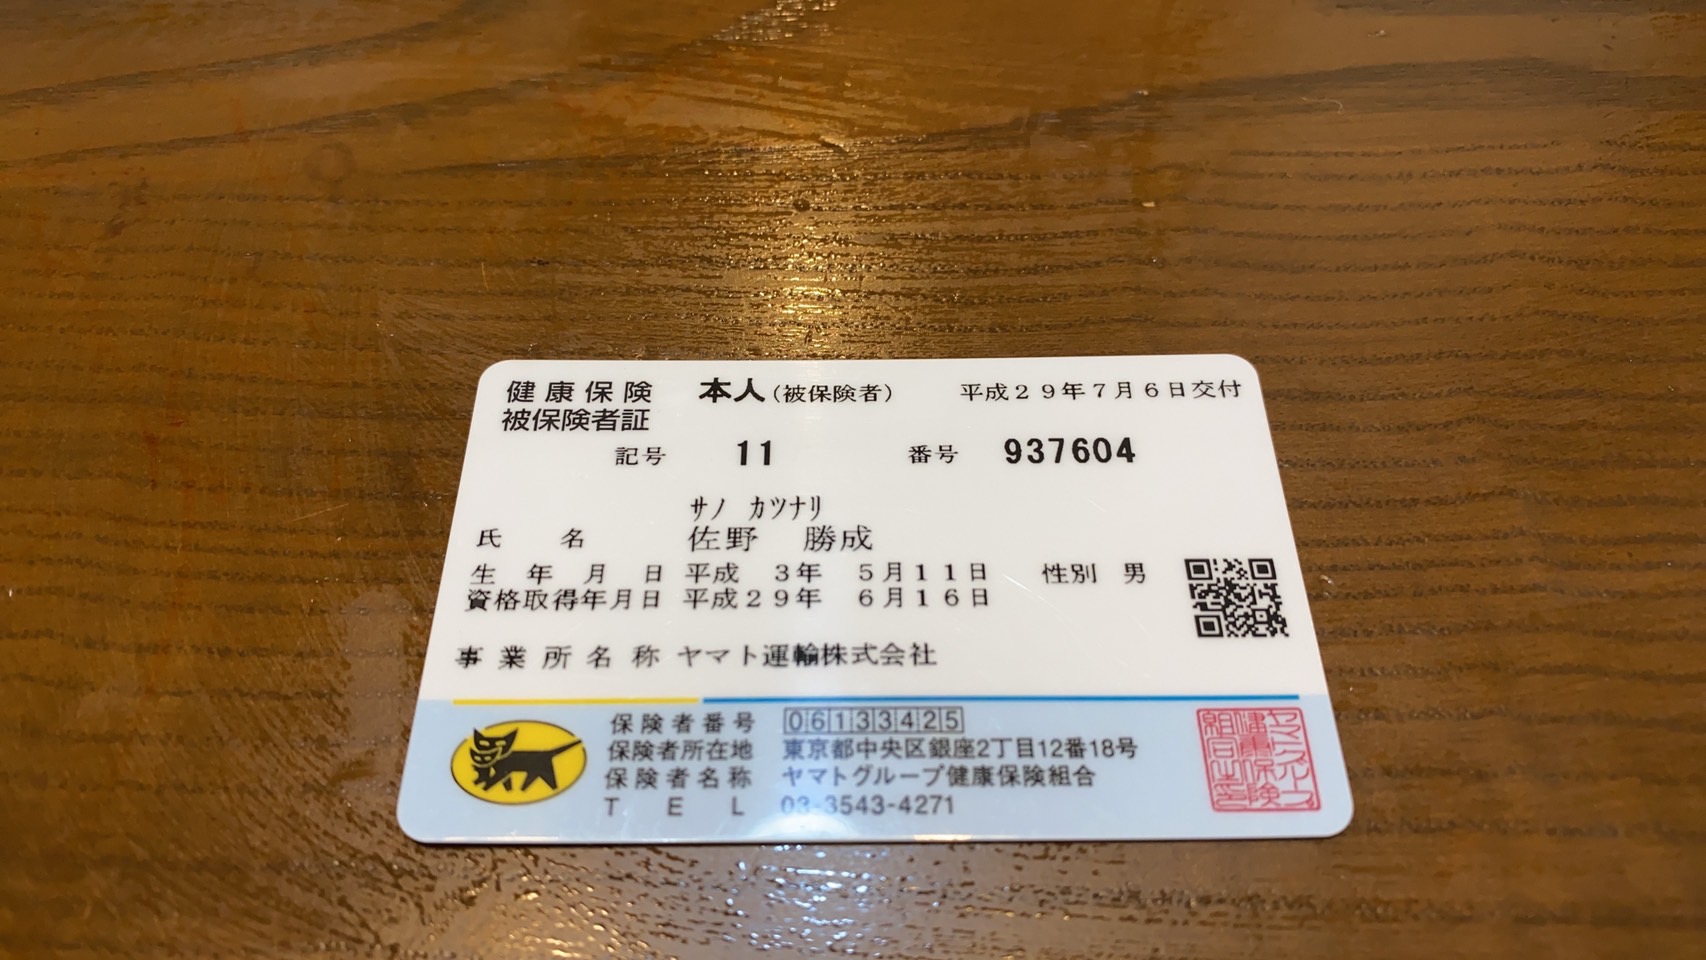 健康保険
被保険者証
本人(被保険者)
平成29年7月6日交付
記号 11 番号 937604
サノ カツナリ
氏名 佐野 勝成
生年月日 平成 3年 5月11日 性別 男
資格取得年月日 平成29年 6月16日
事業所名称 ヤマト運輸株式会社
保険者番号 06133425
保険者所在地 東京都中央区銀座2丁目12番18号
保険者名称 ヤマトグループ健康保険組合
TEL 03-3543-4271